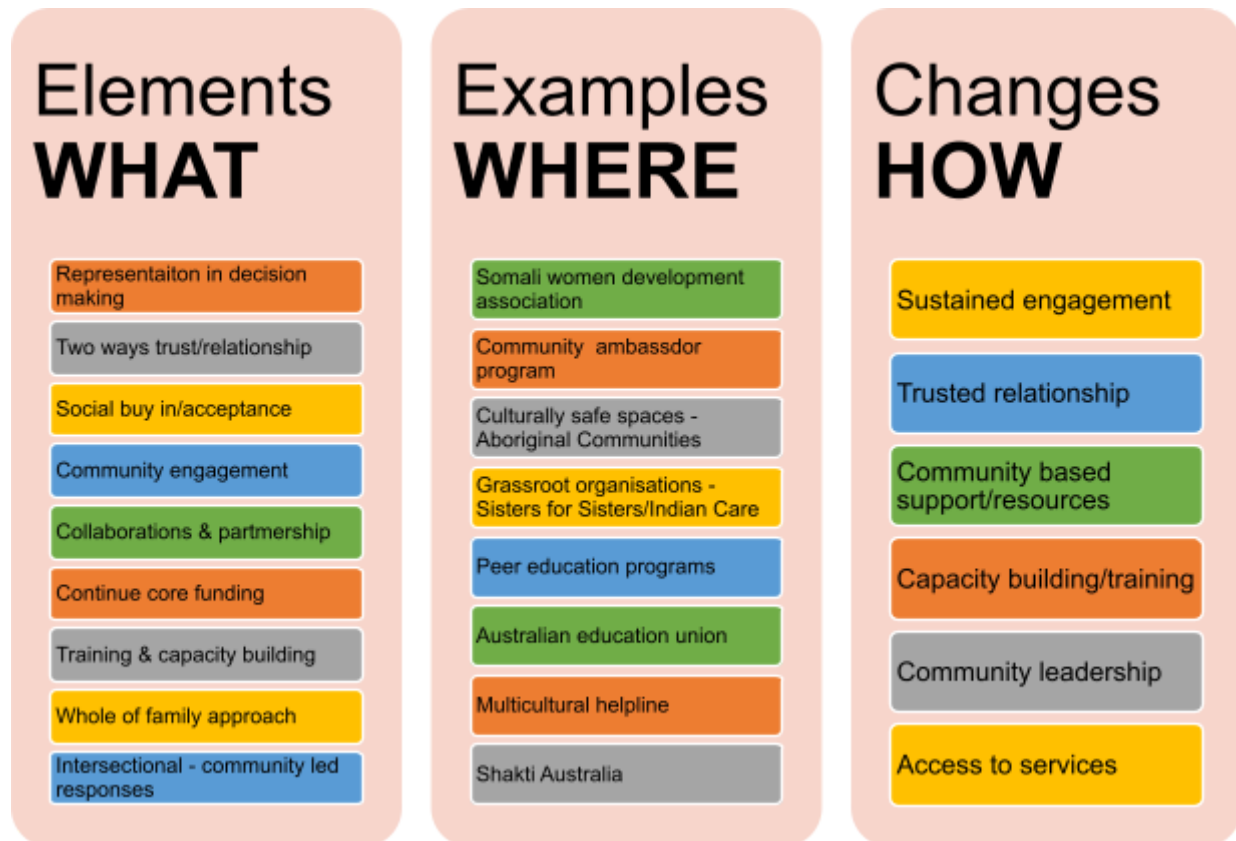 Elements
WHAT
Representaiton in decision
making
Two ways trust/relationship
Social buy in/acceptance
Community engagement
Collaborations & partmership
Continue core funding
Training & capacity building
Whole of family approach
Intersectional - community led
responses
Examples
WHERE
Somali women development
association
Community  ambassdor
program
Culturally safe spaces -
Aboriginal Communities
Grassroot organisations -
Sisters for Sisters/Indian Care
Peer education programs
Australian education union
Multicultural helpline
Shakti Australia
Changes
HOW
Sustained engagement
Trusted relationship
Community based
support/resources
Capacity building/training
Community leadership
Access to services